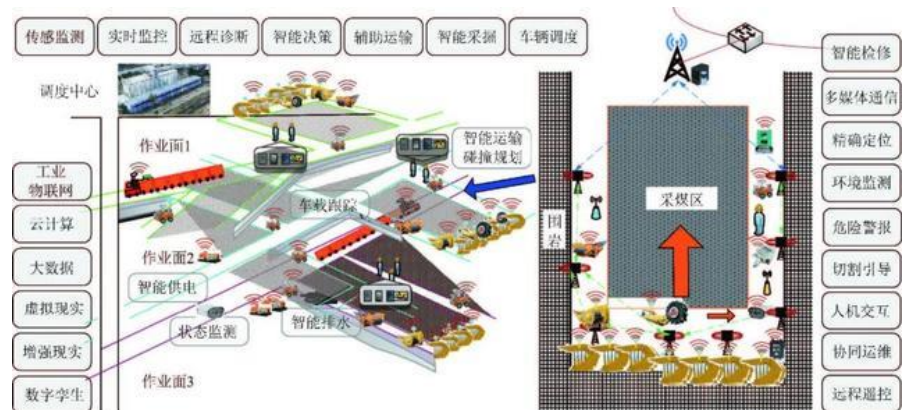 传感监测
实时监控
远程诊断
智能决策
辅助运输
智能采掘
车辆调度
调度中心
作业面1
智能运输
碰撞规划
工业
物联网
云计算
车载跟踪
大数据
作业面2
智能供电
虚拟现实
状态监测
智能排水
增强现实
数字孪生
作业面3
围岩
采煤区
智能检修
多媒体通信
精确定位
环境监测
危险警报
切割引导
人机交互
协同运维
远程遥控